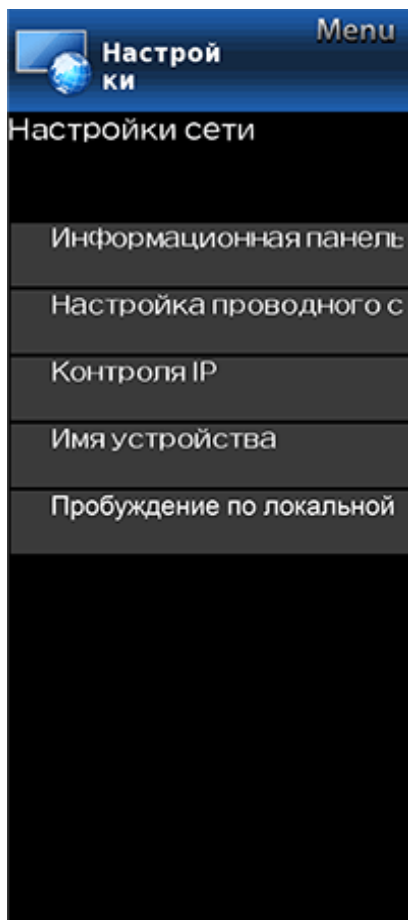 Menu
Настрой
ки
Настройки сети
Информационная панель
Настройка проводного с
Контроля IP
Имя устройства
Пробуждение по локальной